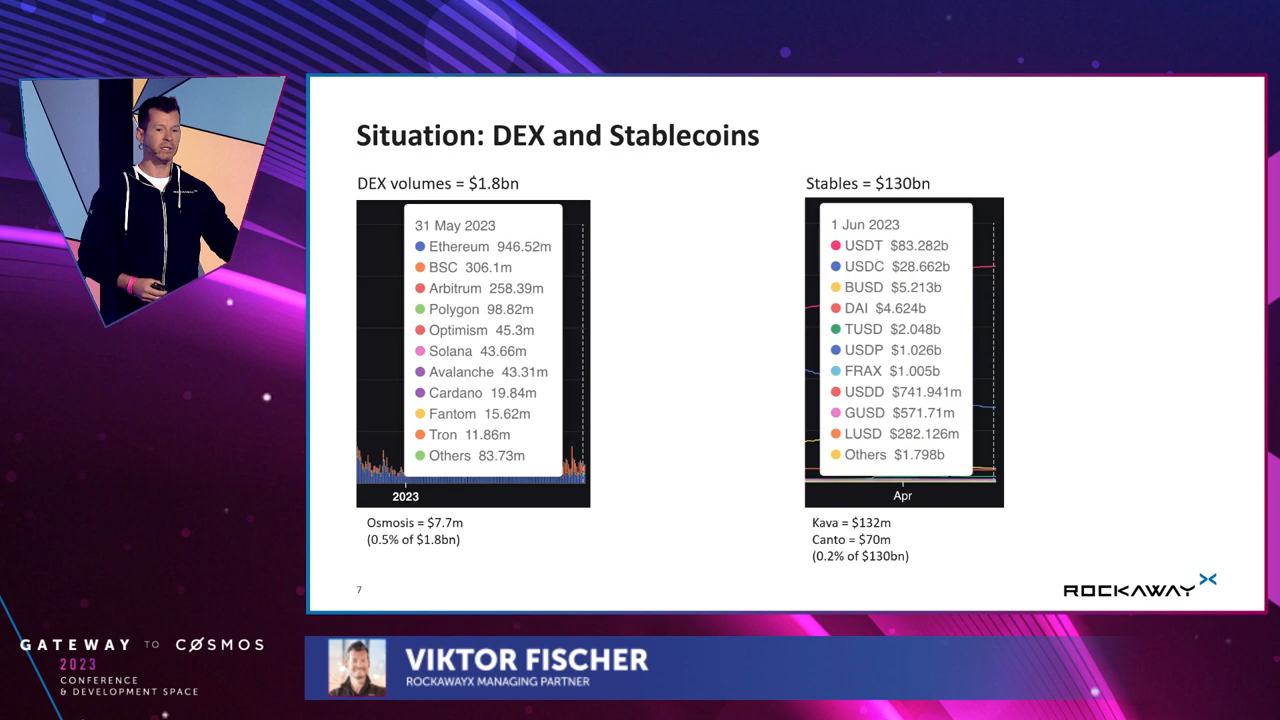 Situation: DEX and Stablecoins
DEX volumes = $1.8bn
31 May 2023
Ethereum 946.52m
BSC 306.1m
Arbitrum 258.39m
Polygon 98.82m
Optimism 45.3m
Solana 43.66m
Avalanche 43.31m
Cardano 19.84m
Fantom 15.62m
Tron 11.86m
Others 83.73m
2023
Osmosis = $7.7m
(0.5% of $1.8bn)
Stables = $130bn
1 Jun 2023
USDT $83.282b
USDC $28.662b
BUSD $5.213b
DAI $4.624b
TUSD $2.048b
USDP $1.026b
FRAX $1.005b
USDD $741.941m
GUSD $571.71m
LUSD $282.126m
Others $1.798b
Apr
Kava = $132m
Canto = $70m
(0.2% of $130bn)
7
ROCKAWAY X
GATEWAY TO CØSMOS
2023
CONFERENCE
& DEVELOPMENT SPACE
VIKTOR FISCHER
ROCKAWAYX MANAGING PARTNER